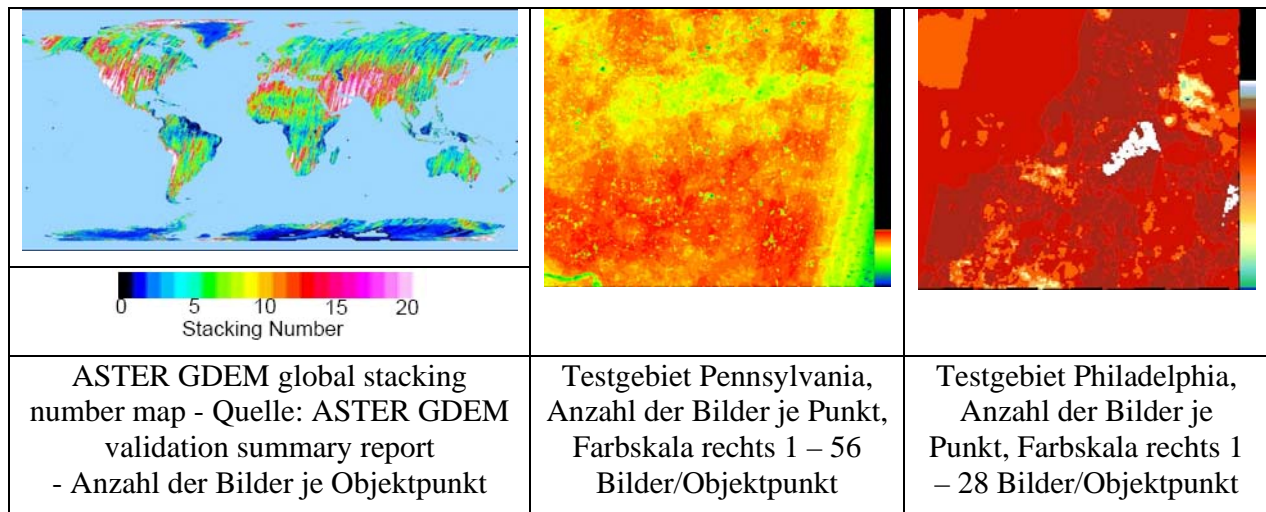 0 5 10 15 20
Stacking Number
ASTER GDEM global stacking
number map - Quelle: ASTER GDEM
validation summary report
- Anzahl der Bilder je Objektpunkt
Testgebiet Pennsylvania,
Anzahl der Bilder je Punkt,
Farbskala rechts 1 – 56
Bilder/Objektpunkt
Testgebiet Philadelphia,
Anzahl der Bilder je
Punkt, Farbskala rechts 1
– 28 Bilder/Objektpunkt